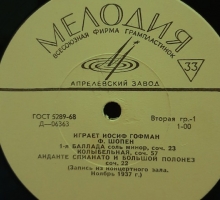 МЕЛОДИЯ
ВСЕСОЮЗНАЯ ФИРМА ГРАМПЛАСТИНОК
33
АПРЕЛЕВСКИЙ ЗАВОД
ГОСТ 5289-68
Д—06363
Вторая гр.-1
1-00
ИГРАЕТ ИОСИФ ГОФМАН
Ф. ШОПЕН
1-я БАЛЛАДА соль минор, соч. 23
КОЛЫБЕЛЬНАЯ, соч. 57
АНДАНТЕ СПИАНАТО И БОЛЬШОЙ ПОЛОНЕЗ
соч. 22
(Запись из концертного зала.
Ноябрь 1937 г.)